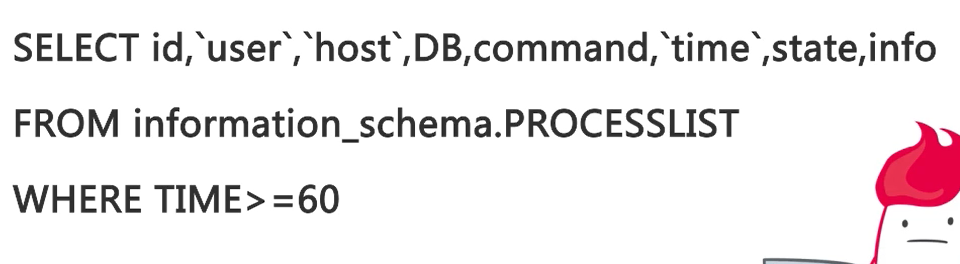 SELECT id,`user`,`host`,DB,command,`time`,state,info
FROM information_schema.PROCESSLIST
WHERE TIME>=60